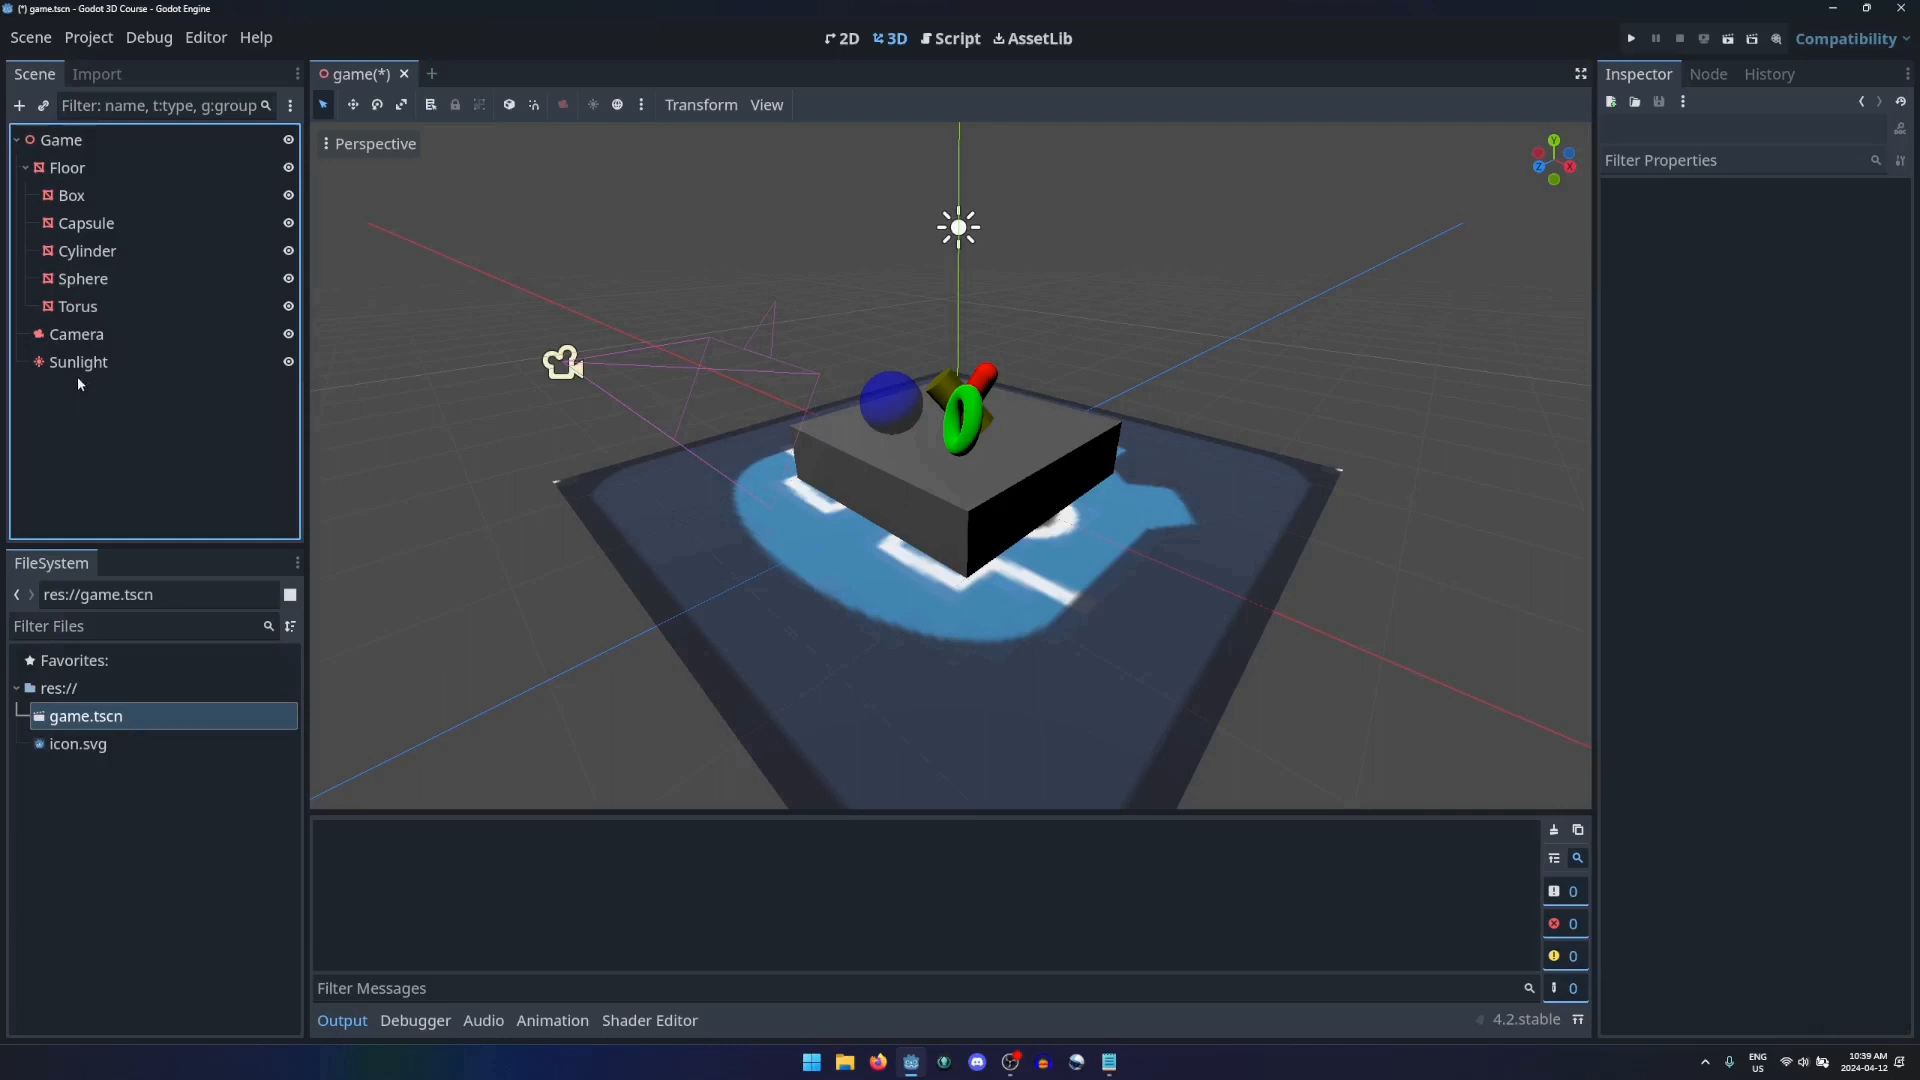 (*) game.tscn - Godot 3D Course - Godot Engine
Scene Project Debug Editor Help
2D 3D Script AssetLib
Compatibility
Scene Import
game(*)
Inspector Node History
Filter: name, t:type, g:group
Transform View
Game
Perspective
Filter Properties
Floor
Box
Capsule
Cylinder
Sphere
Torus
Camera
Sunlight
Y
Z
X
FileSystem
res://game.tscn
Filter Files
Favorites:
res://
game.tscn
icon.svg
0
0
0
0
Filter Messages
Output Debugger Audio Animation Shader Editor
4.2.stable
ENG
US
10:39 AM
2024-04-12